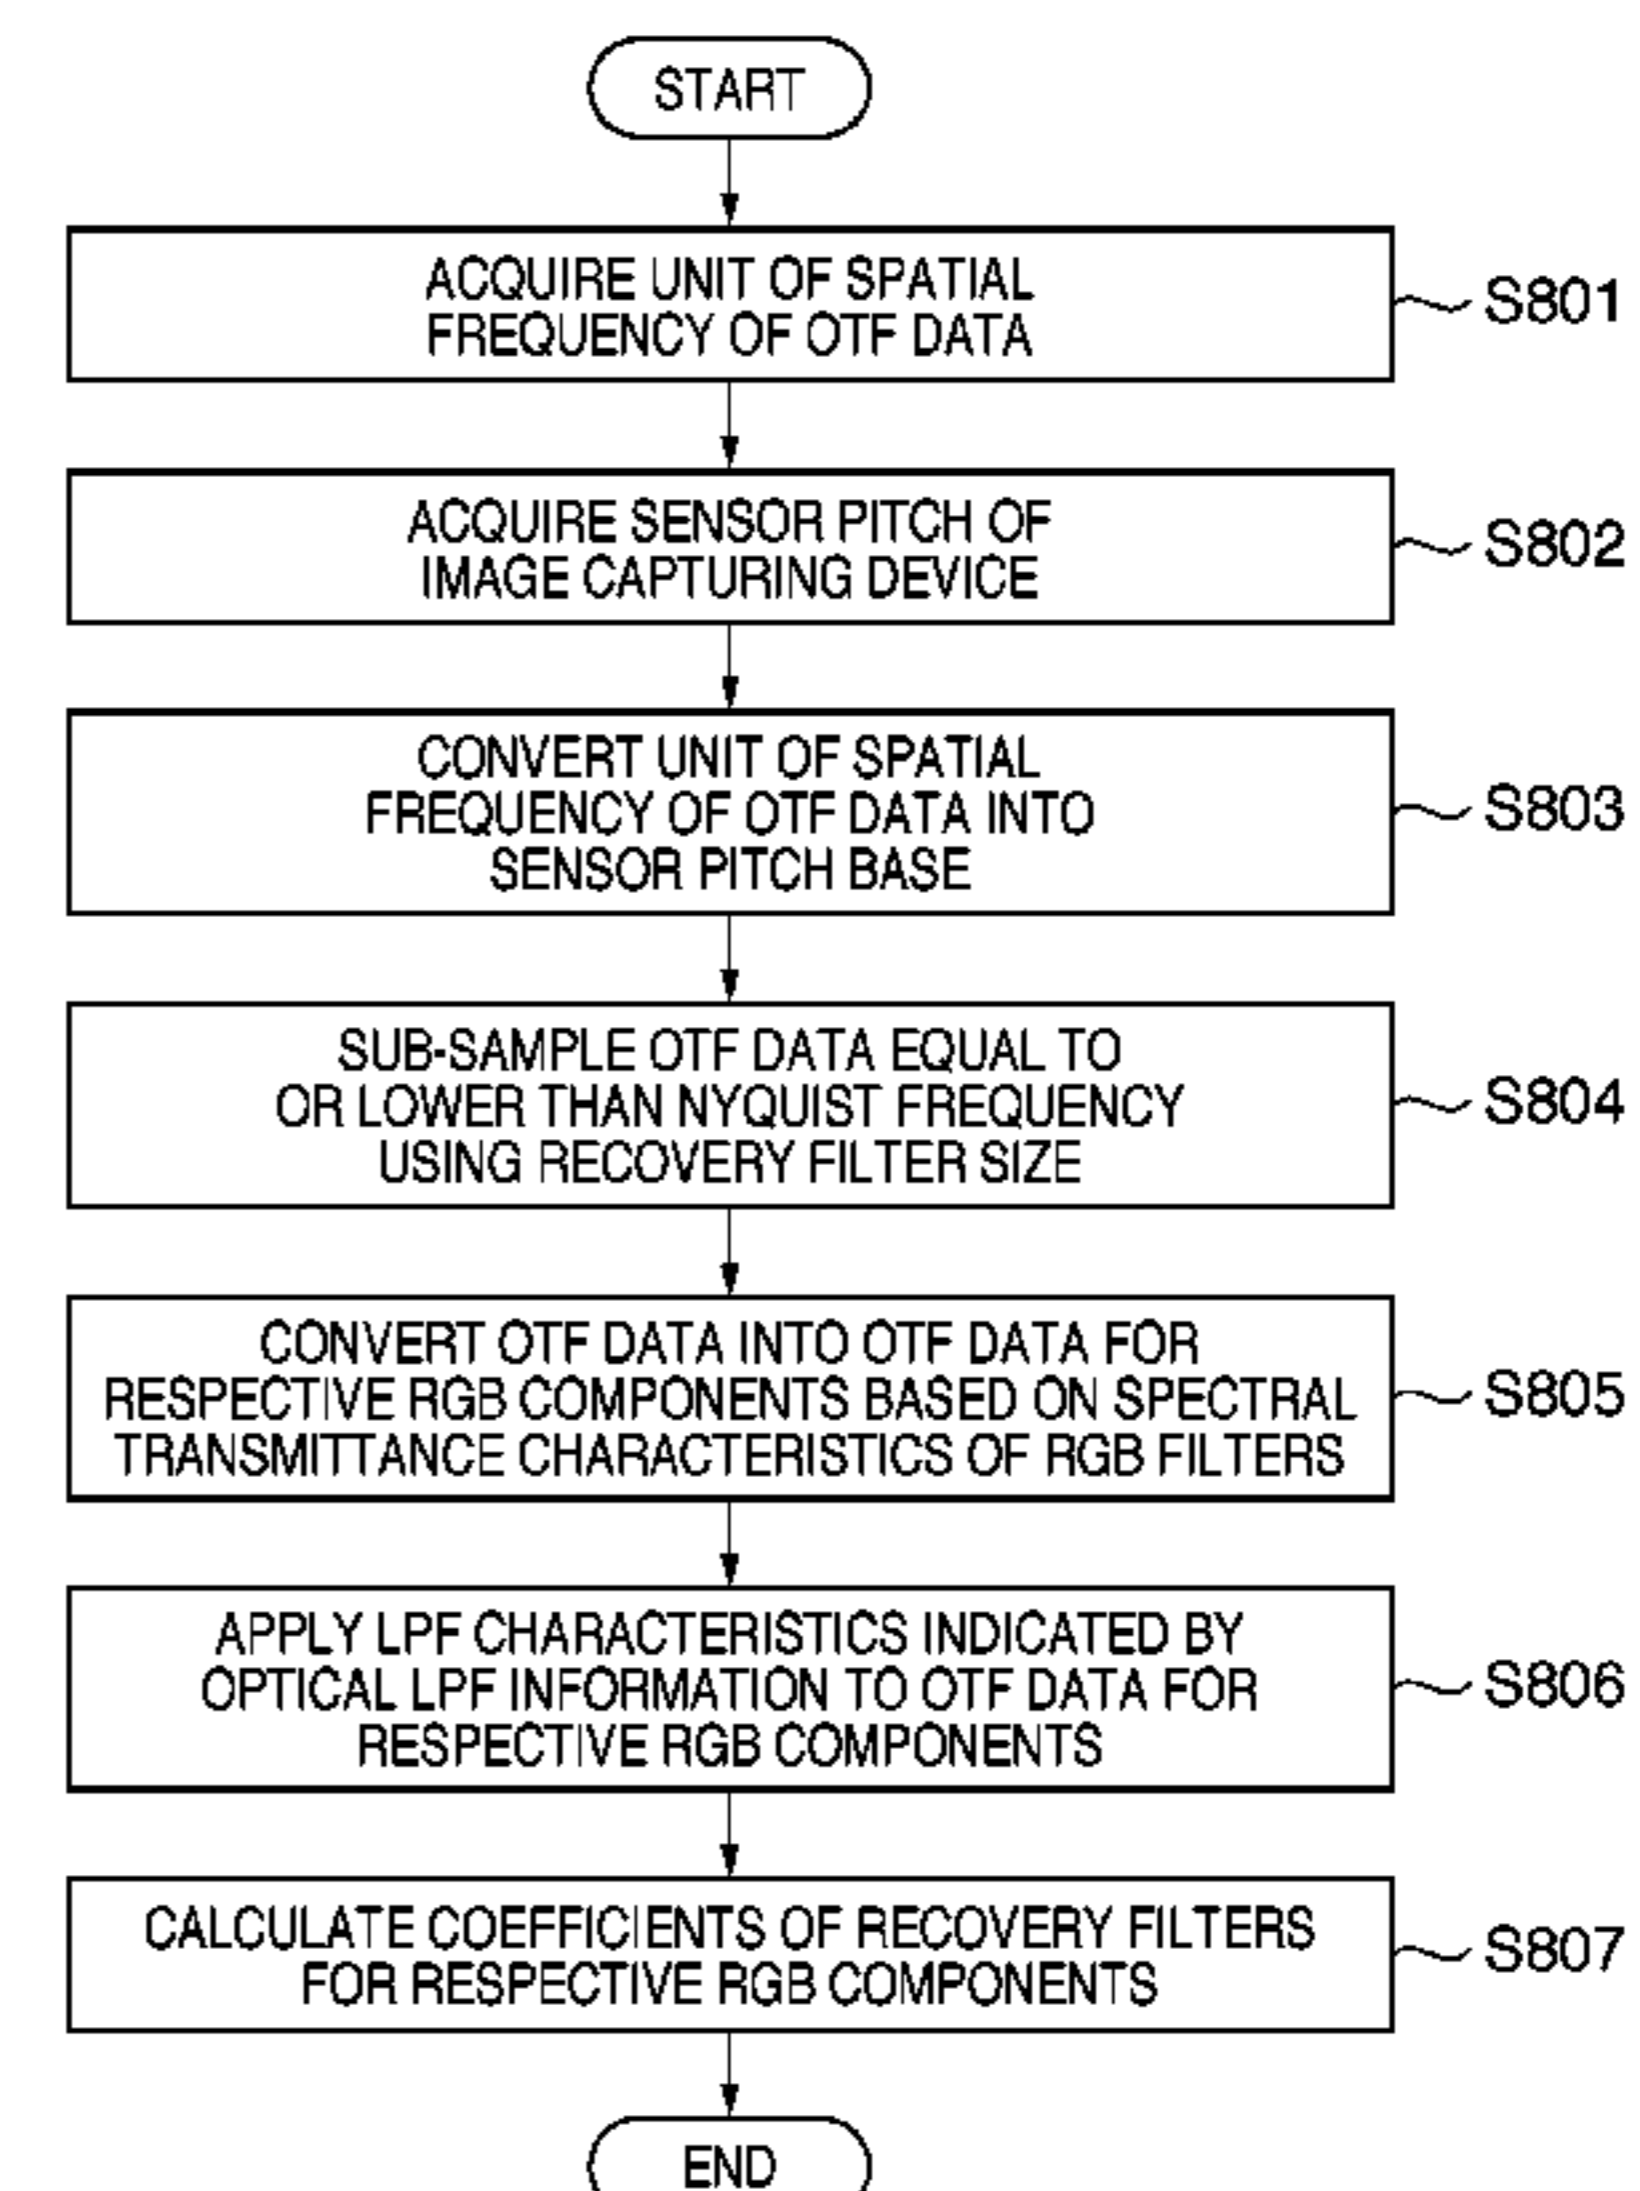 START
ACQUIRE UNIT OF SPATIAL
FREQUENCY OF OTF DATA
S801
ACQUIRE SENSOR PITCH OF
IMAGE CAPTURING DEVICE
S802
CONVERT UNIT OF SPATIAL
FREQUENCY OF OTF DATA INTO
SENSOR PITCH BASE
S803
SUB-SAMPLE OTF DATA EQUAL TO
OR LOWER THAN NYQUIST FREQUENCY
USING RECOVERY FILTER SIZE
S804
CONVERT OTF DATA INTO OTF DATA FOR
RESPECTIVE RGB COMPONENTS BASED ON SPECTRAL
TRANSMITTANCE CHARACTERISTICS OF RGB FILTERS
S805
APPLY LPF CHARACTERISTICS INDICATED BY
OPTICAL LPF INFORMATION TO OTF DATA FOR
RESPECTIVE RGB COMPONENTS
S806
CALCULATE COEFFICIENTS OF RECOVERY FILTERS
FOR RESPECTIVE RGB COMPONENTS
S807
END